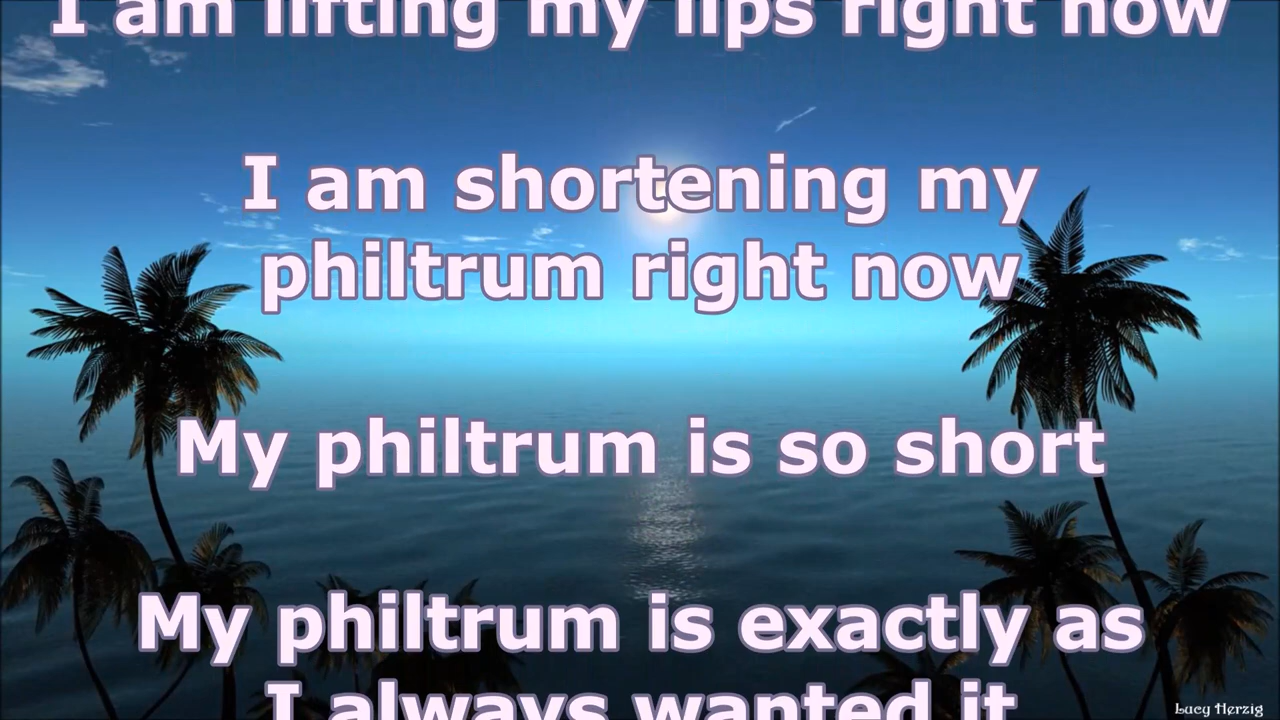 I am lifting my lips right now
I am shortening my
philtrum right now
My philtrum is so short
My philtrum is exactly as
I always wanted it
Lucy Herzig